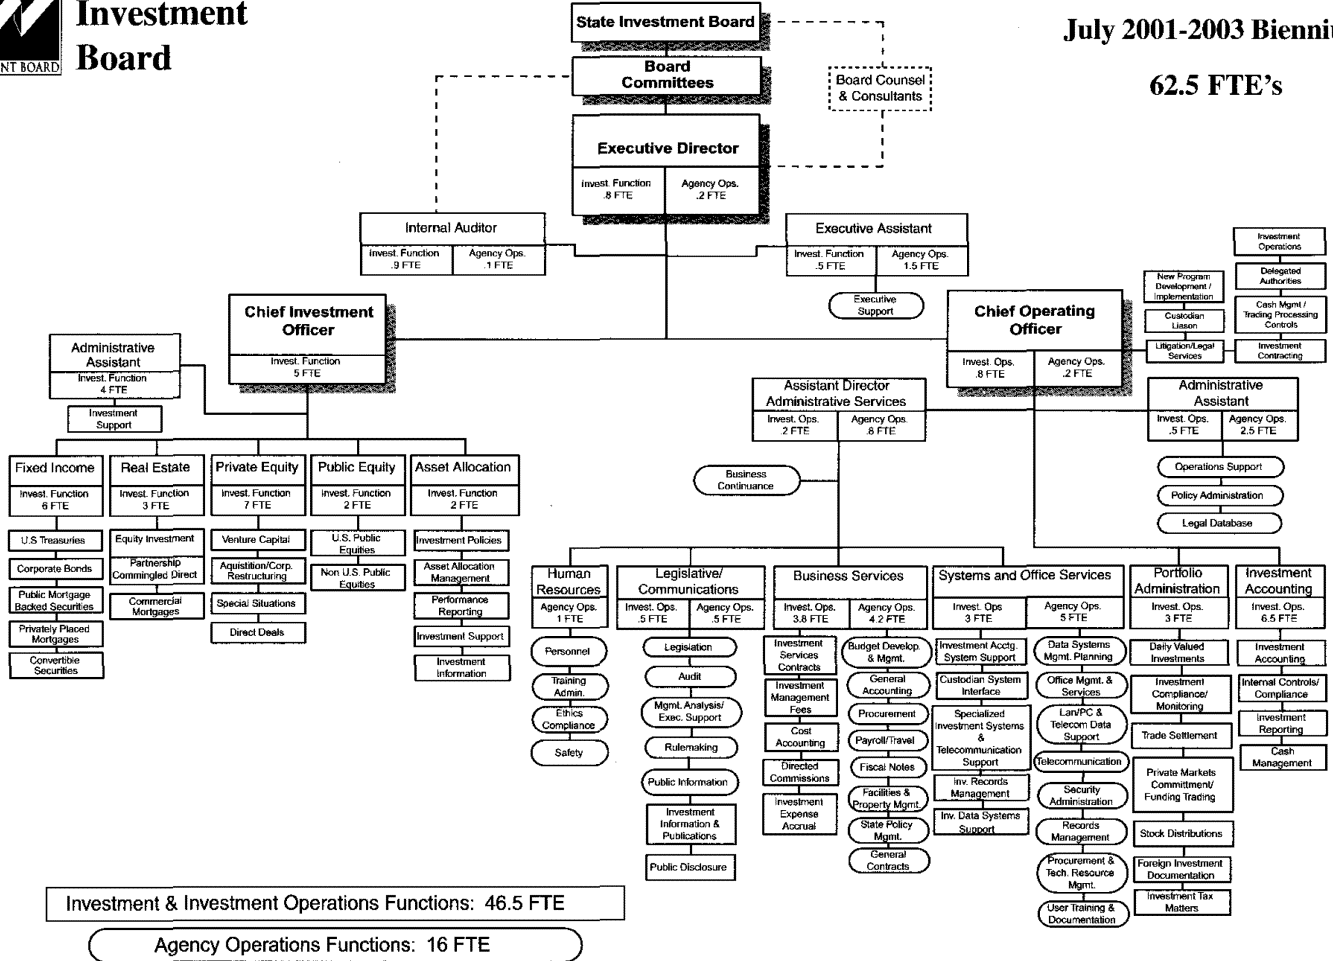 Investment
Board
NT BOARD
July 2001-2003 Bienniu
62.5 FTE's
State Investment Board
Board
Committees
Board Counsel
& Consultants
Executive Director
Invest. Function
.8 FTE
Agency Ops.
.2 FTE
Internal Auditor
Invest. Function
.9 FTE
Agency Ops.
.1 FTE
Executive Assistant
Invest. Function
.5 FTE
Agency Ops.
1.5 FTE
Executive
Support
Chief Investment
Officer
Invest. Function
5 FTE
Administrative
Assistant
Invest. Function
4 FTE
Investment
Support
Chief Operating
Officer
Invest. Ops.
.8 FTE
Agency Ops.
.2 FTE
New Program
Development /
Implementation
Custodian
Liason
Litigation/Legal
Services
Investment
Operations
Delegated
Authorities
Cash Mgmt /
Trading Processing
Controls
Investment
Contracting
Assistant Director
Administrative Services
Invest. Ops.
.2 FTE
Agency Ops.
.8 FTE
Administrative
Assistant
Invest. Ops.
.5 FTE
Agency Ops.
2.5 FTE
Operations Support
Policy Administration
Legal Database
Business
Continuance
Fixed Income
Invest. Function
6 FTE
U.S Treasuries
Corporate Bonds
Public Mortgage
Backed Securities
Privately Placed
Mortgages
Convertible
Securities
Real Estate
Invest. Function
3 FTE
Equity Investment
Partnership
Commingled Direct
Commercial
Mortgages
Private Equity
Invest. Function
7 FTE
Venture Capital
Aquistition/Corp.
Restructuring
Special Situations
Direct Deals
Public Equity
Invest. Function
2 FTE
U.S. Public
Equities
Non U.S. Public
Equities
Asset Allocation
Invest. Function
2 FTE
Investment Policies
Asset Allocation
Management
Performance
Reporting
Investment Support
Investment
Information
Human
Resources
Agency Ops.
1 FTE
Personnel
Training
Admin.
Ethics
Compliance
Safety
Legislative/
Communications
Invest. Ops.
.5 FTE
Agency Ops.
.5 FTE
Legislation
Audit
Mgmt. Analysis/
Exec. Support
Rulemaking
Public Information
Investment
Information &
Publications
Public Disclosure
Business Services
Invest. Ops.
3.8 FTE
Agency Ops.
4.2 FTE
Investment
Services
Contracts
Investment
Management
Fees
Cost
Accounting
Directed
Commissions
Investment
Expense
Accrual
Budget Develop.
& Mgmt.
General
Accounting
Procurement
Payroll/Travel
Fiscal Notes
Facilities &
Property Mgmt.
State Policy
Mgmt.
General
Contracts
Systems and Office Services
Invest. Ops
3 FTE
Agency Ops.
5 FTE
Investment Acctg.
System Support
Custodian System
Interface
Specialized
Investment Systems
&
Telecommunication
Support
Inv. Records
Management
Inv. Data Systems
Support
Data Systems
Mgmt. Planning
Office Mgmt. &
Services
Lan/PC &
Telecom Data
Support
Telecommunication
Security
Administration
Records
Management
Procurement &
Tech. Resource
Mgmt.
User Training &
Documentation
Portfolio
Administration
Invest. Ops.
3 FTE
Daily Valued
Investments
Investment
Compliance/
Monitoring
Trade Settlement
Private Markets
Committment/
Funding Trading
Stock Distributions
Foreign Investment
Documentation
Investment Tax
Matters
Investment
Accounting
Invest. Ops.
6.5 FTE
Investment
Accounting
Internal Controls/
Compliance
Investment
Reporting
Cash
Management
Investment & Investment Operations Functions: 46.5 FTE
Agency Operations Functions: 16 FTE